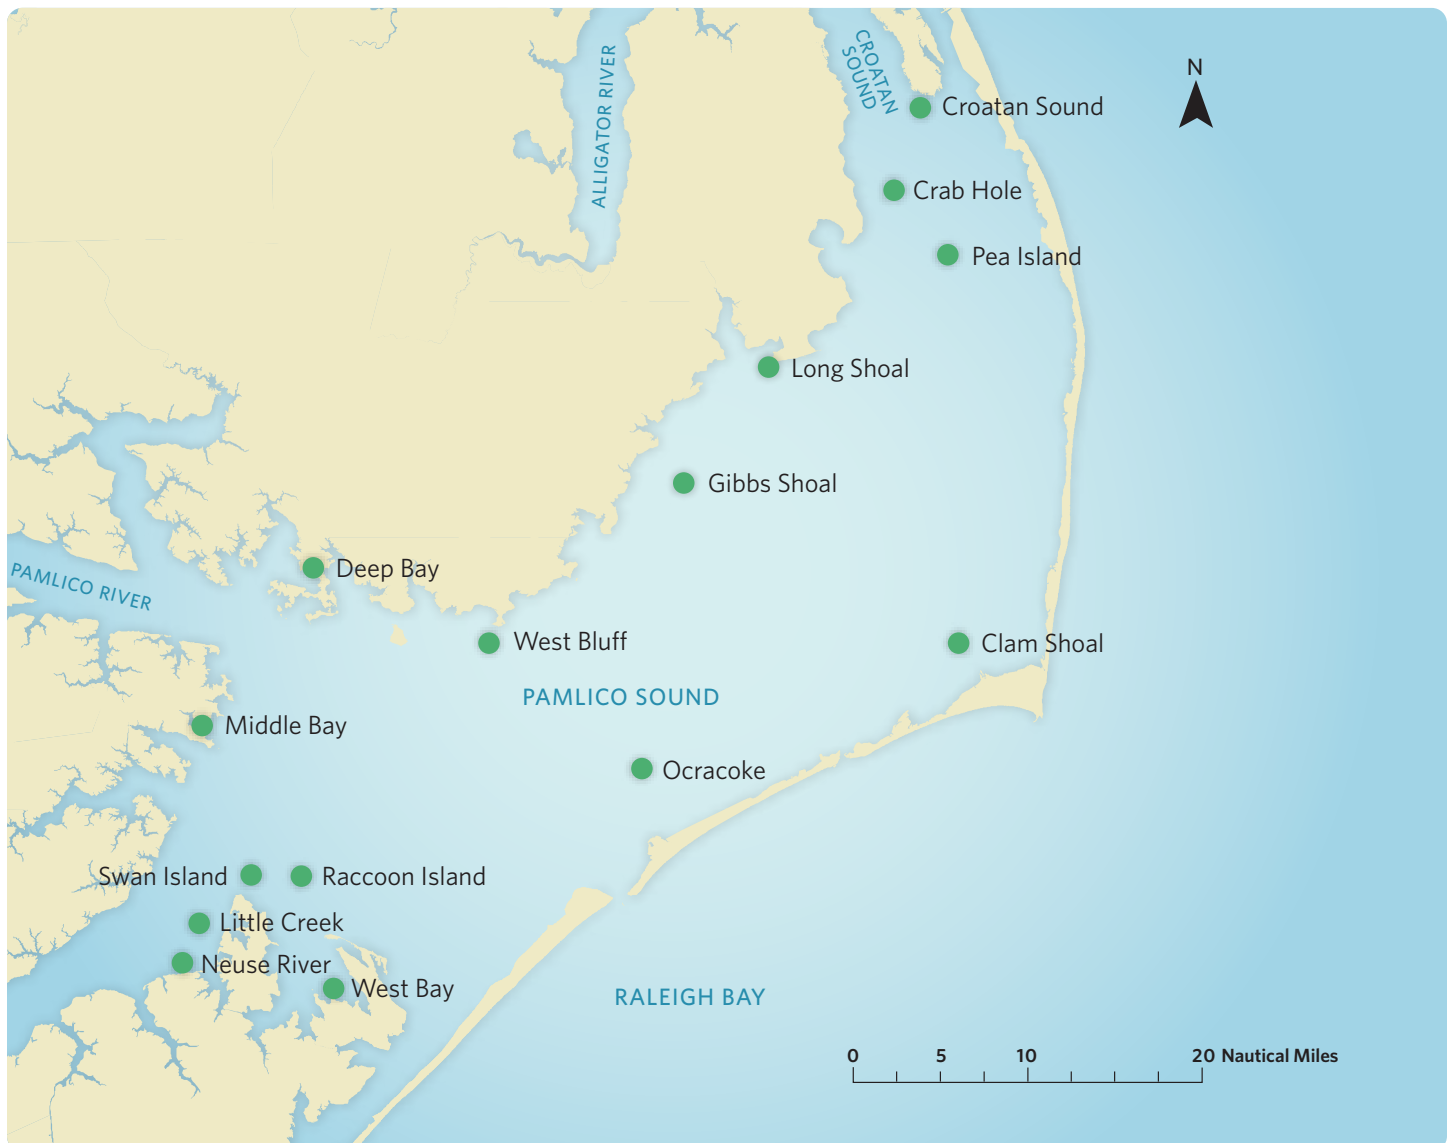 N
CROATAN
SOUND
ALLIGATOR RIVER
Croatan Sound
Crab Hole
Pea Island
Long Shoal
Gibbs Shoal
Deep Bay
PAMLICO RIVER
West Bluff
Clam Shoal
PAMLICO SOUND
Middle Bay
Ocracoke
Swan Island
Raccoon Island
Little Creek
Neuse River
West Bay
RALEIGH BAY
0 5 10 20 Nautical Miles